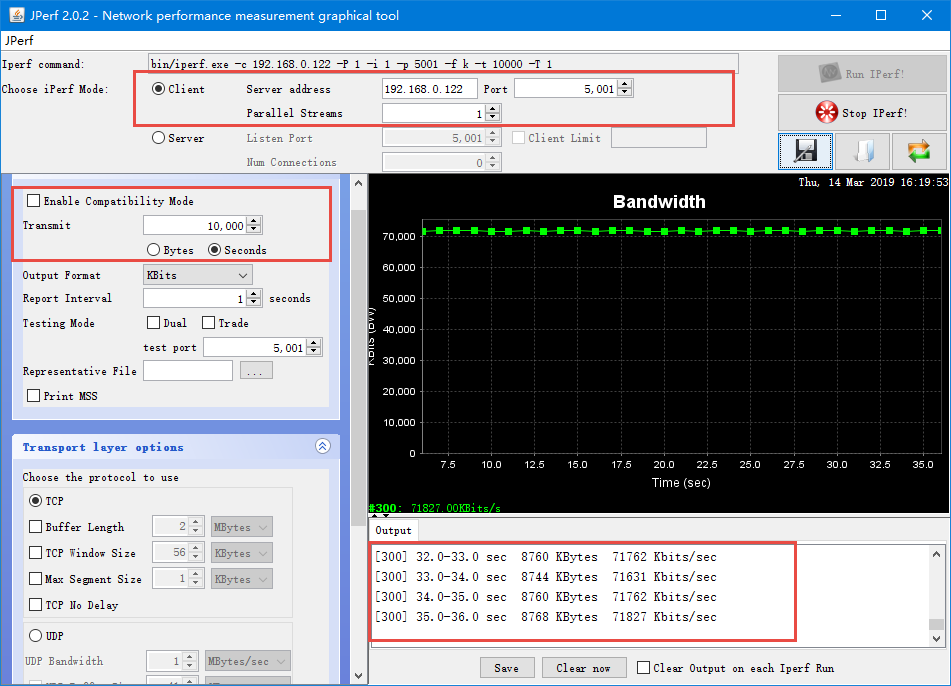 JPerf 2.0.2 - Network performance measurement graphical tool
JPerf
Iperf command: bin/iperf.exe -c 192.168.0.122 -P 1 -i 1 -p 5001 -f k -t 10000 -T 1
Choose iPerf Mode: Client Server address 192.168.0.122 Port 5,001
Parallel Streams 1
Server Listen Port 5,001 Client Limit
Num Connections 0
Run IPerf!
Stop IPerf!
Enable Compatibility Mode
Transmit 10,000
Bytes Seconds
Output Format KBits
Report Interval 1 seconds
Testing Mode Dual Trade
test port 5,001
Representative File ...
Print MSS
Transport layer options
Choose the protocol to use
TCP
Buffer Length 2 MBytes
TCP Window Size 56 KBytes
Max Segment Size 1 KBytes
TCP No Delay
UDP
UDP Bandwidth 1 MBytes/sec
Thu, 14 Mar 2019 16:19:53
Bandwidth
70,000
60,000
50,000
40,000
30,000
20,000
10,000
0
KBits (BW)
7.5 10.0 12.5 15.0 17.5 20.0 22.5 25.0 27.5 30.0 32.5 35.0
Time (sec)
#300: 71827.00KBits/s
Output
[300] 32.0-33.0 sec 8760 KBytes 71762 Kbits/sec
[300] 33.0-34.0 sec 8744 KBytes 71631 Kbits/sec
[300] 34.0-35.0 sec 8760 KBytes 71762 Kbits/sec
[300] 35.0-36.0 sec 8768 KBytes 71827 Kbits/sec
Save Clear now Clear Output on each Iperf Run